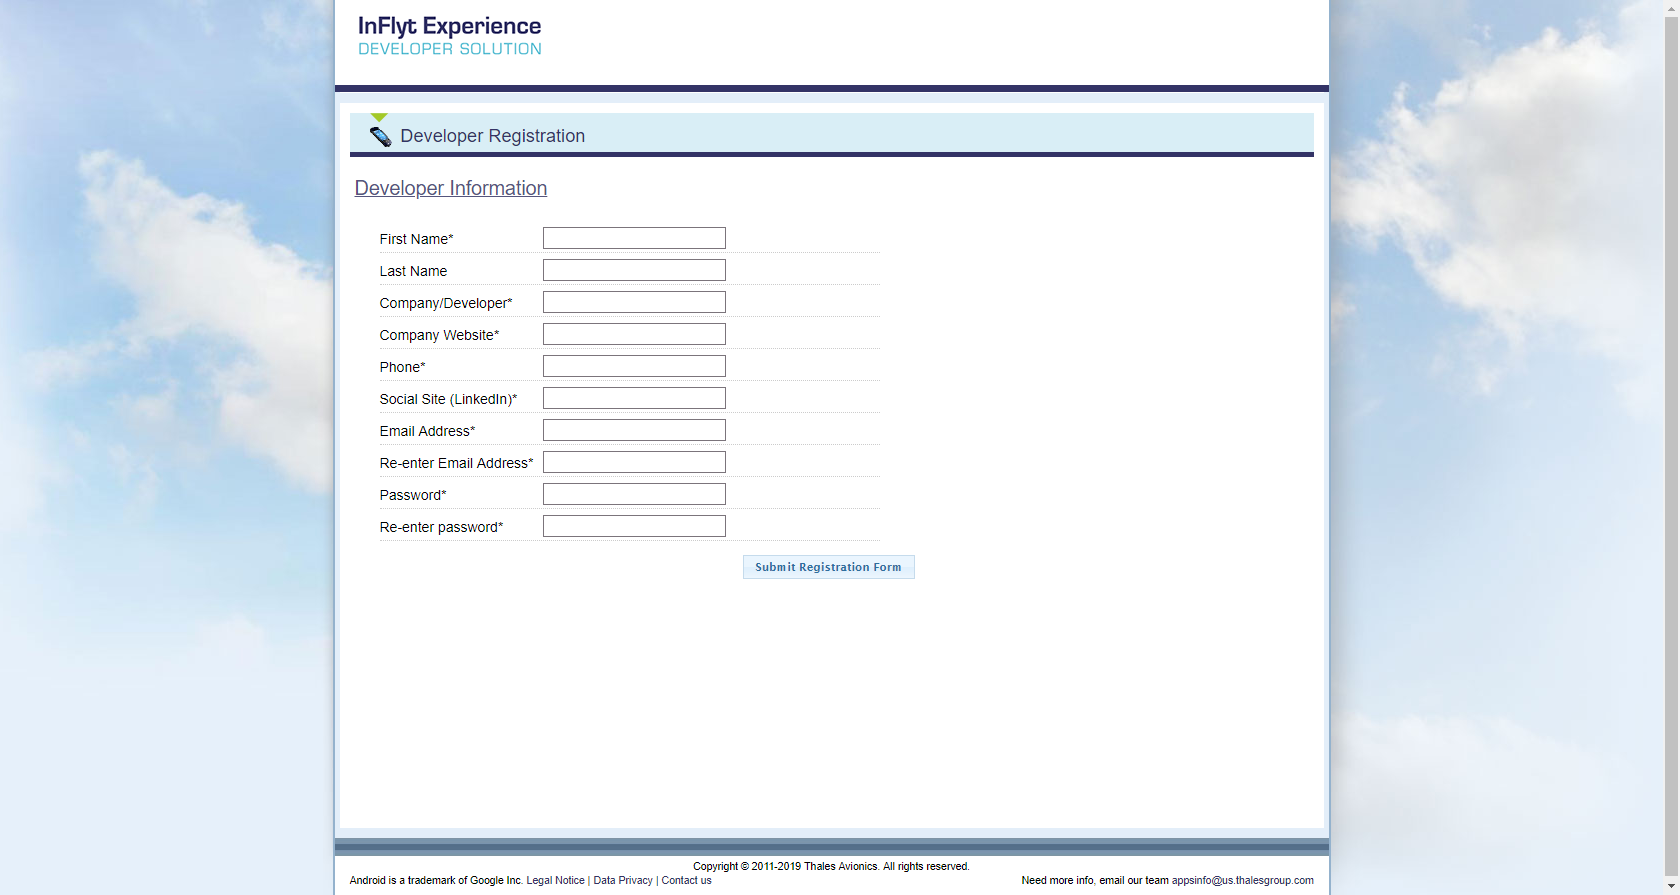 InFlyt Experience
DEVELOPER SOLUTION
Developer Registration
Developer Information
First Name*
Last Name
Company/Developer*
Company Website*
Phone*
Social Site (LinkedIn)*
Email Address*
Re-enter Email Address*
Password*
Re-enter password*
Submit Registration Form
Copyright © 2011-2019 Thales Avionics. All rights reserved.
Android is a trademark of Google Inc. Legal Notice | Data Privacy | Contact us
Need more info, email our team appsinfo@us.thalesgroup.com